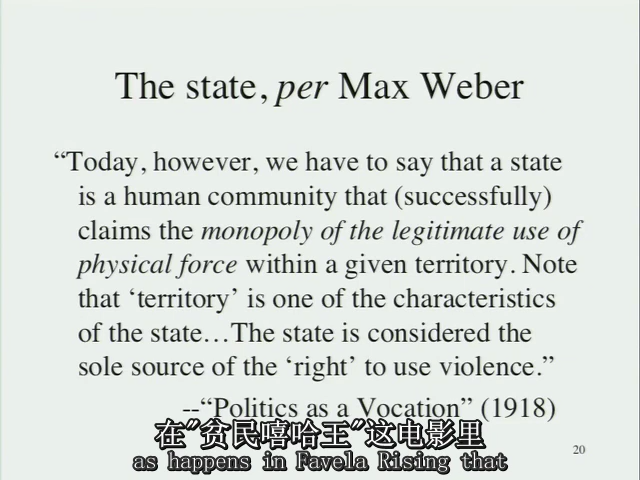 The state, per Max Weber
“Today, however, we have to say that a state
is a human community that (successfully)
claims the monopoly of the legitimate use of
physical force within a given territory. Note
that ‘territory’ is one of the characteristics
of the state…The state is considered the
sole source of the ‘right’ to use violence.”
--“Politics as a Vocation” (1918)
在"贫民嘻哈王"这电影里
as happens in Favela Rising that
20